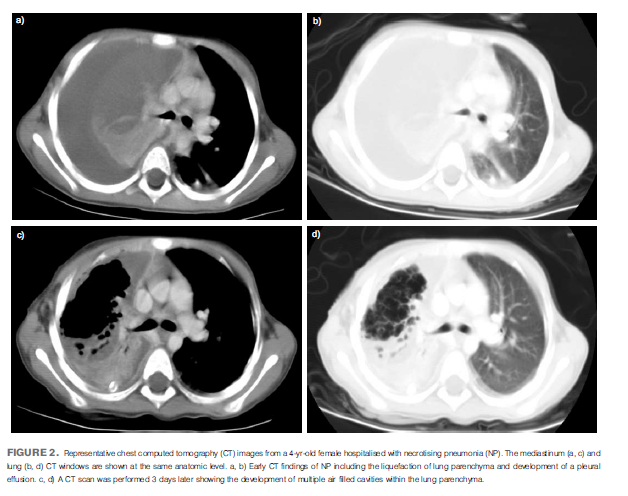 a)
b)
c)
d)
FIGURE 2. Representative chest computed tomography (CT) images from a 4-yr-old female hospitalised with necrotising pneumonia (NP). The mediastinum (a, c) and
lung (b, d) CT windows are shown at the same anatomic level. a, b) Early CT findings of NP including the liquefaction of lung parenchyma and development of a pleural
effusion. c, d) A CT scan was performed 3 days later showing the development of multiple air filled cavities within the lung parenchyma.